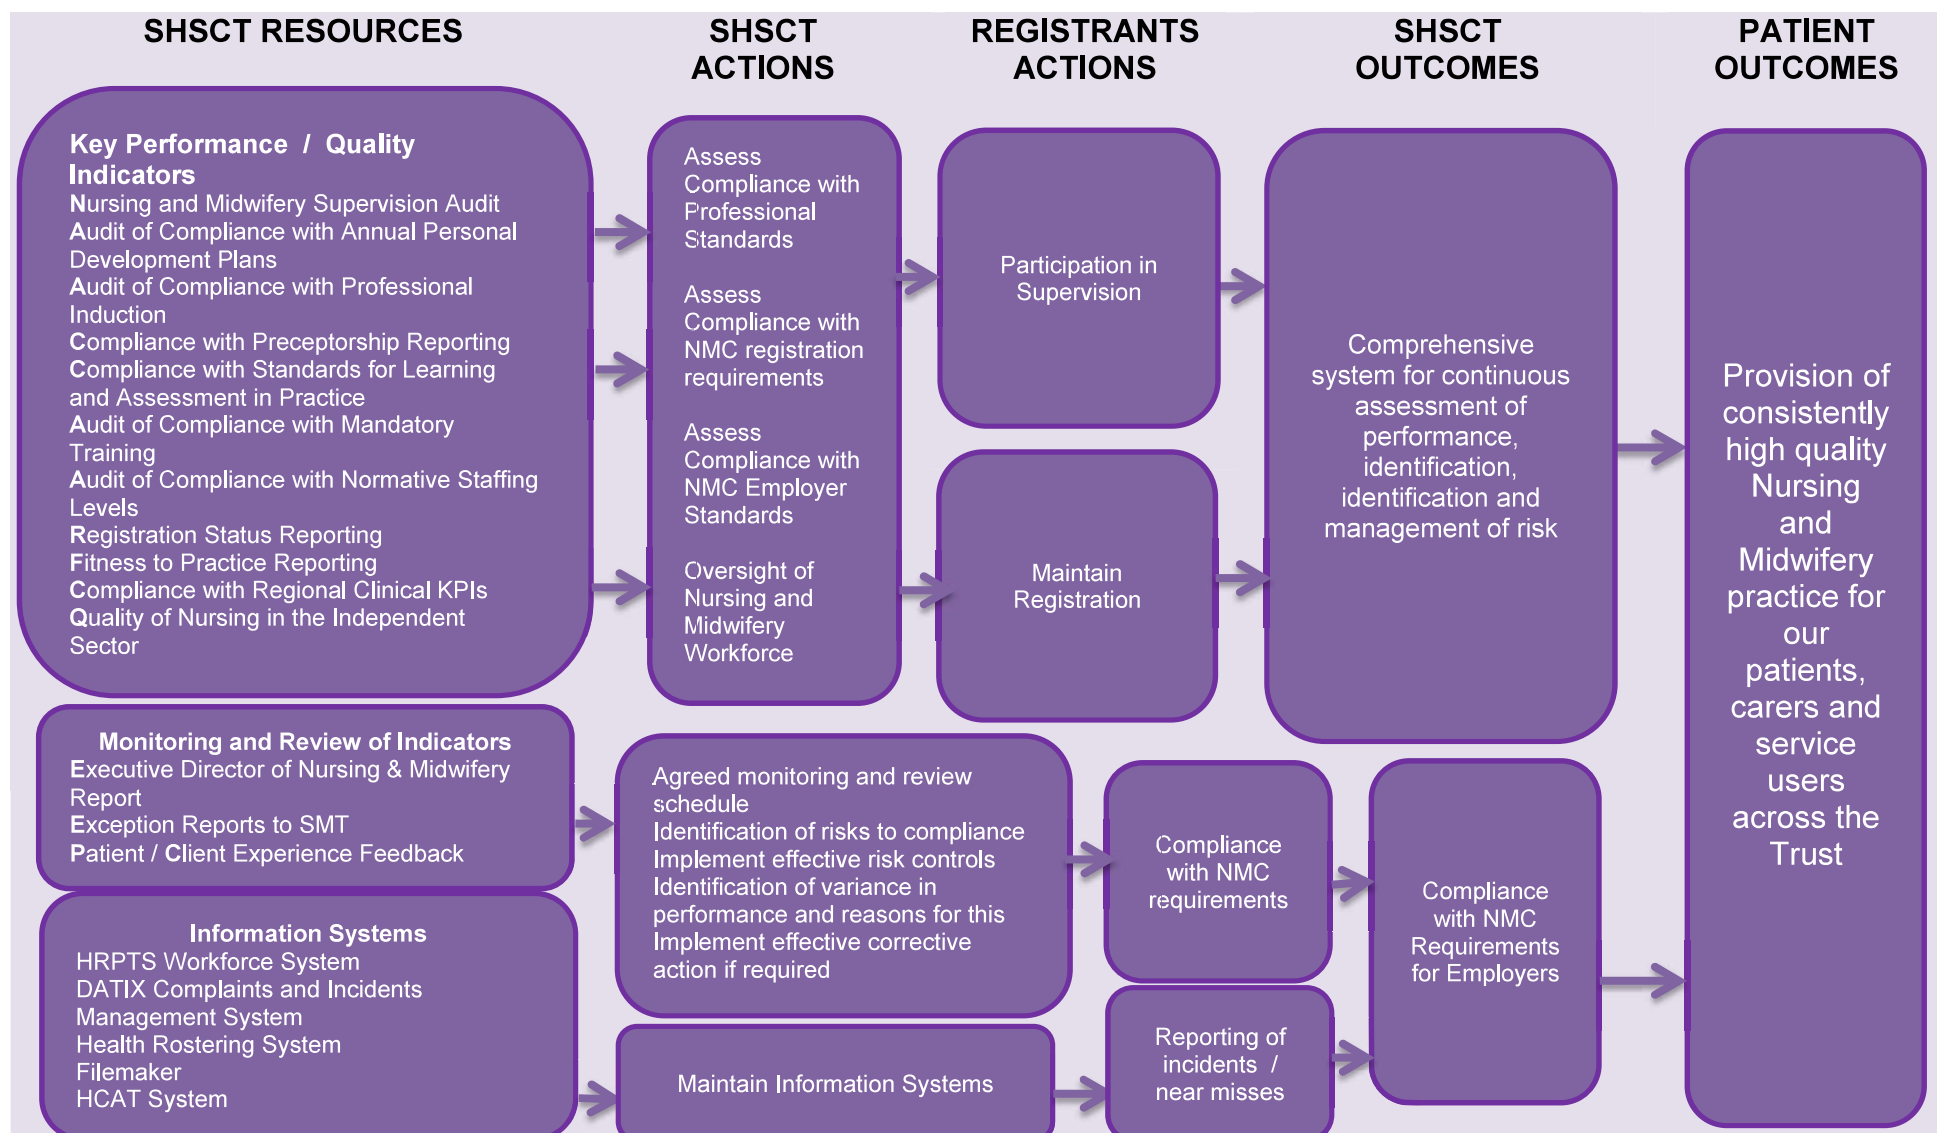 SHSCT RESOURCES
SHSCT
ACTIONS
REGISTRANTS
ACTIONS
SHSCT
OUTCOMES
PATIENT
OUTCOMES
Key Performance / Quality
Indicators
Nursing and Midwifery Supervision Audit
Audit of Compliance with Annual Personal
Development Plans
Audit of Compliance with Professional
Induction
Compliance with Preceptorship Reporting
Compliance with Standards for Learning
and Assessment in Practice
Audit of Compliance with Mandatory
Training
Audit of Compliance with Normative Staffing
Levels
Registration Status Reporting
Fitness to Practice Reporting
Compliance with Regional Clinical KPIs
Quality of Nursing in the Independent
Sector
Assess
Compliance with
Professional
Standards
Assess
Compliance with
NMC registration
requirements
Assess
Compliance with
NMC Employer
Standards
Oversight of
Nursing and
Midwifery
Workforce
Participation in
Supervision
Maintain
Registration
Comprehensive
system for continuous
assessment of
performance,
identification,
identification and
management of risk
Provision of
consistently
high quality
Nursing
and
Midwifery
practice for
our
patients,
carers and
service
users
across the
Trust
Monitoring and Review of Indicators
Executive Director of Nursing & Midwifery
Report
Exception Reports to SMT
Patient / Client Experience Feedback
Agreed monitoring and review
schedule
Identification of risks to compliance
Implement effective risk controls
Identification of variance in
performance and reasons for this
Implement effective corrective
action if required
Compliance
with NMC
requirements
Compliance
with NMC
Requirements
for Employers
Information Systems
HRPTS Workforce System
DATIX Complaints and Incidents
Management System
Health Rostering System
Filemaker
HCAT System
Maintain Information Systems
Reporting of
incidents /
near misses